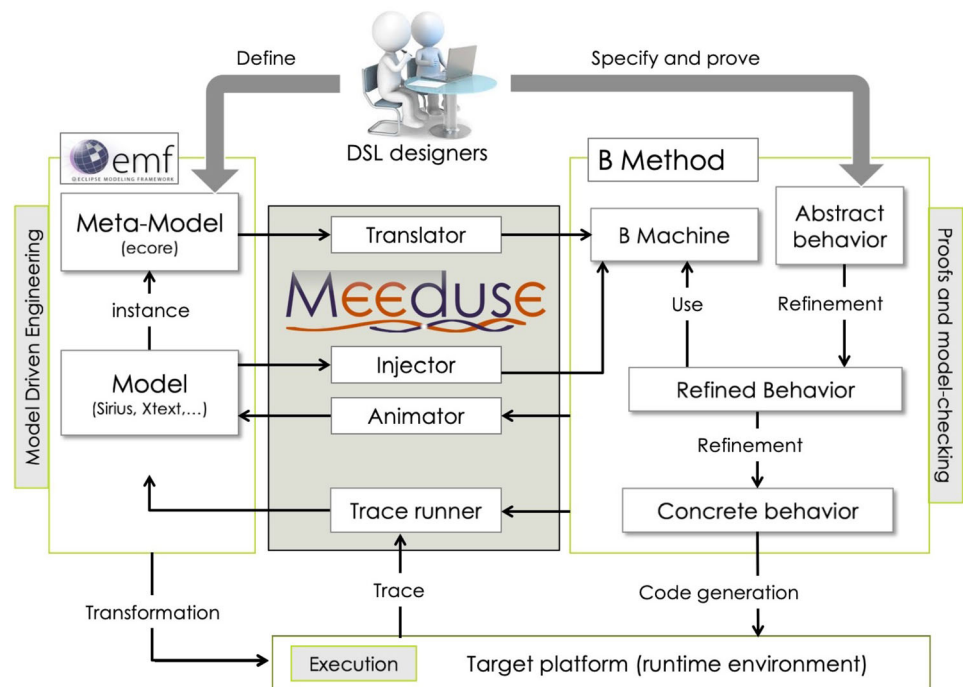 Define
Specify and prove
DSL designers
emf
ECLIPSE MODELING FRAMEWORK
B Method
Model Driven Engineering
Meta-Model
(ecore)
Translator
B Machine
Abstract
behavior
Proofs and model-checking
Meeduse
instance
Use
Refinement
Model
(Sirius, Xtext,...)
Injector
Animator
Refined Behavior
Refinement
Trace runner
Concrete behavior
Transformation
Trace
Code generation
Execution
Target platform (runtime environment)